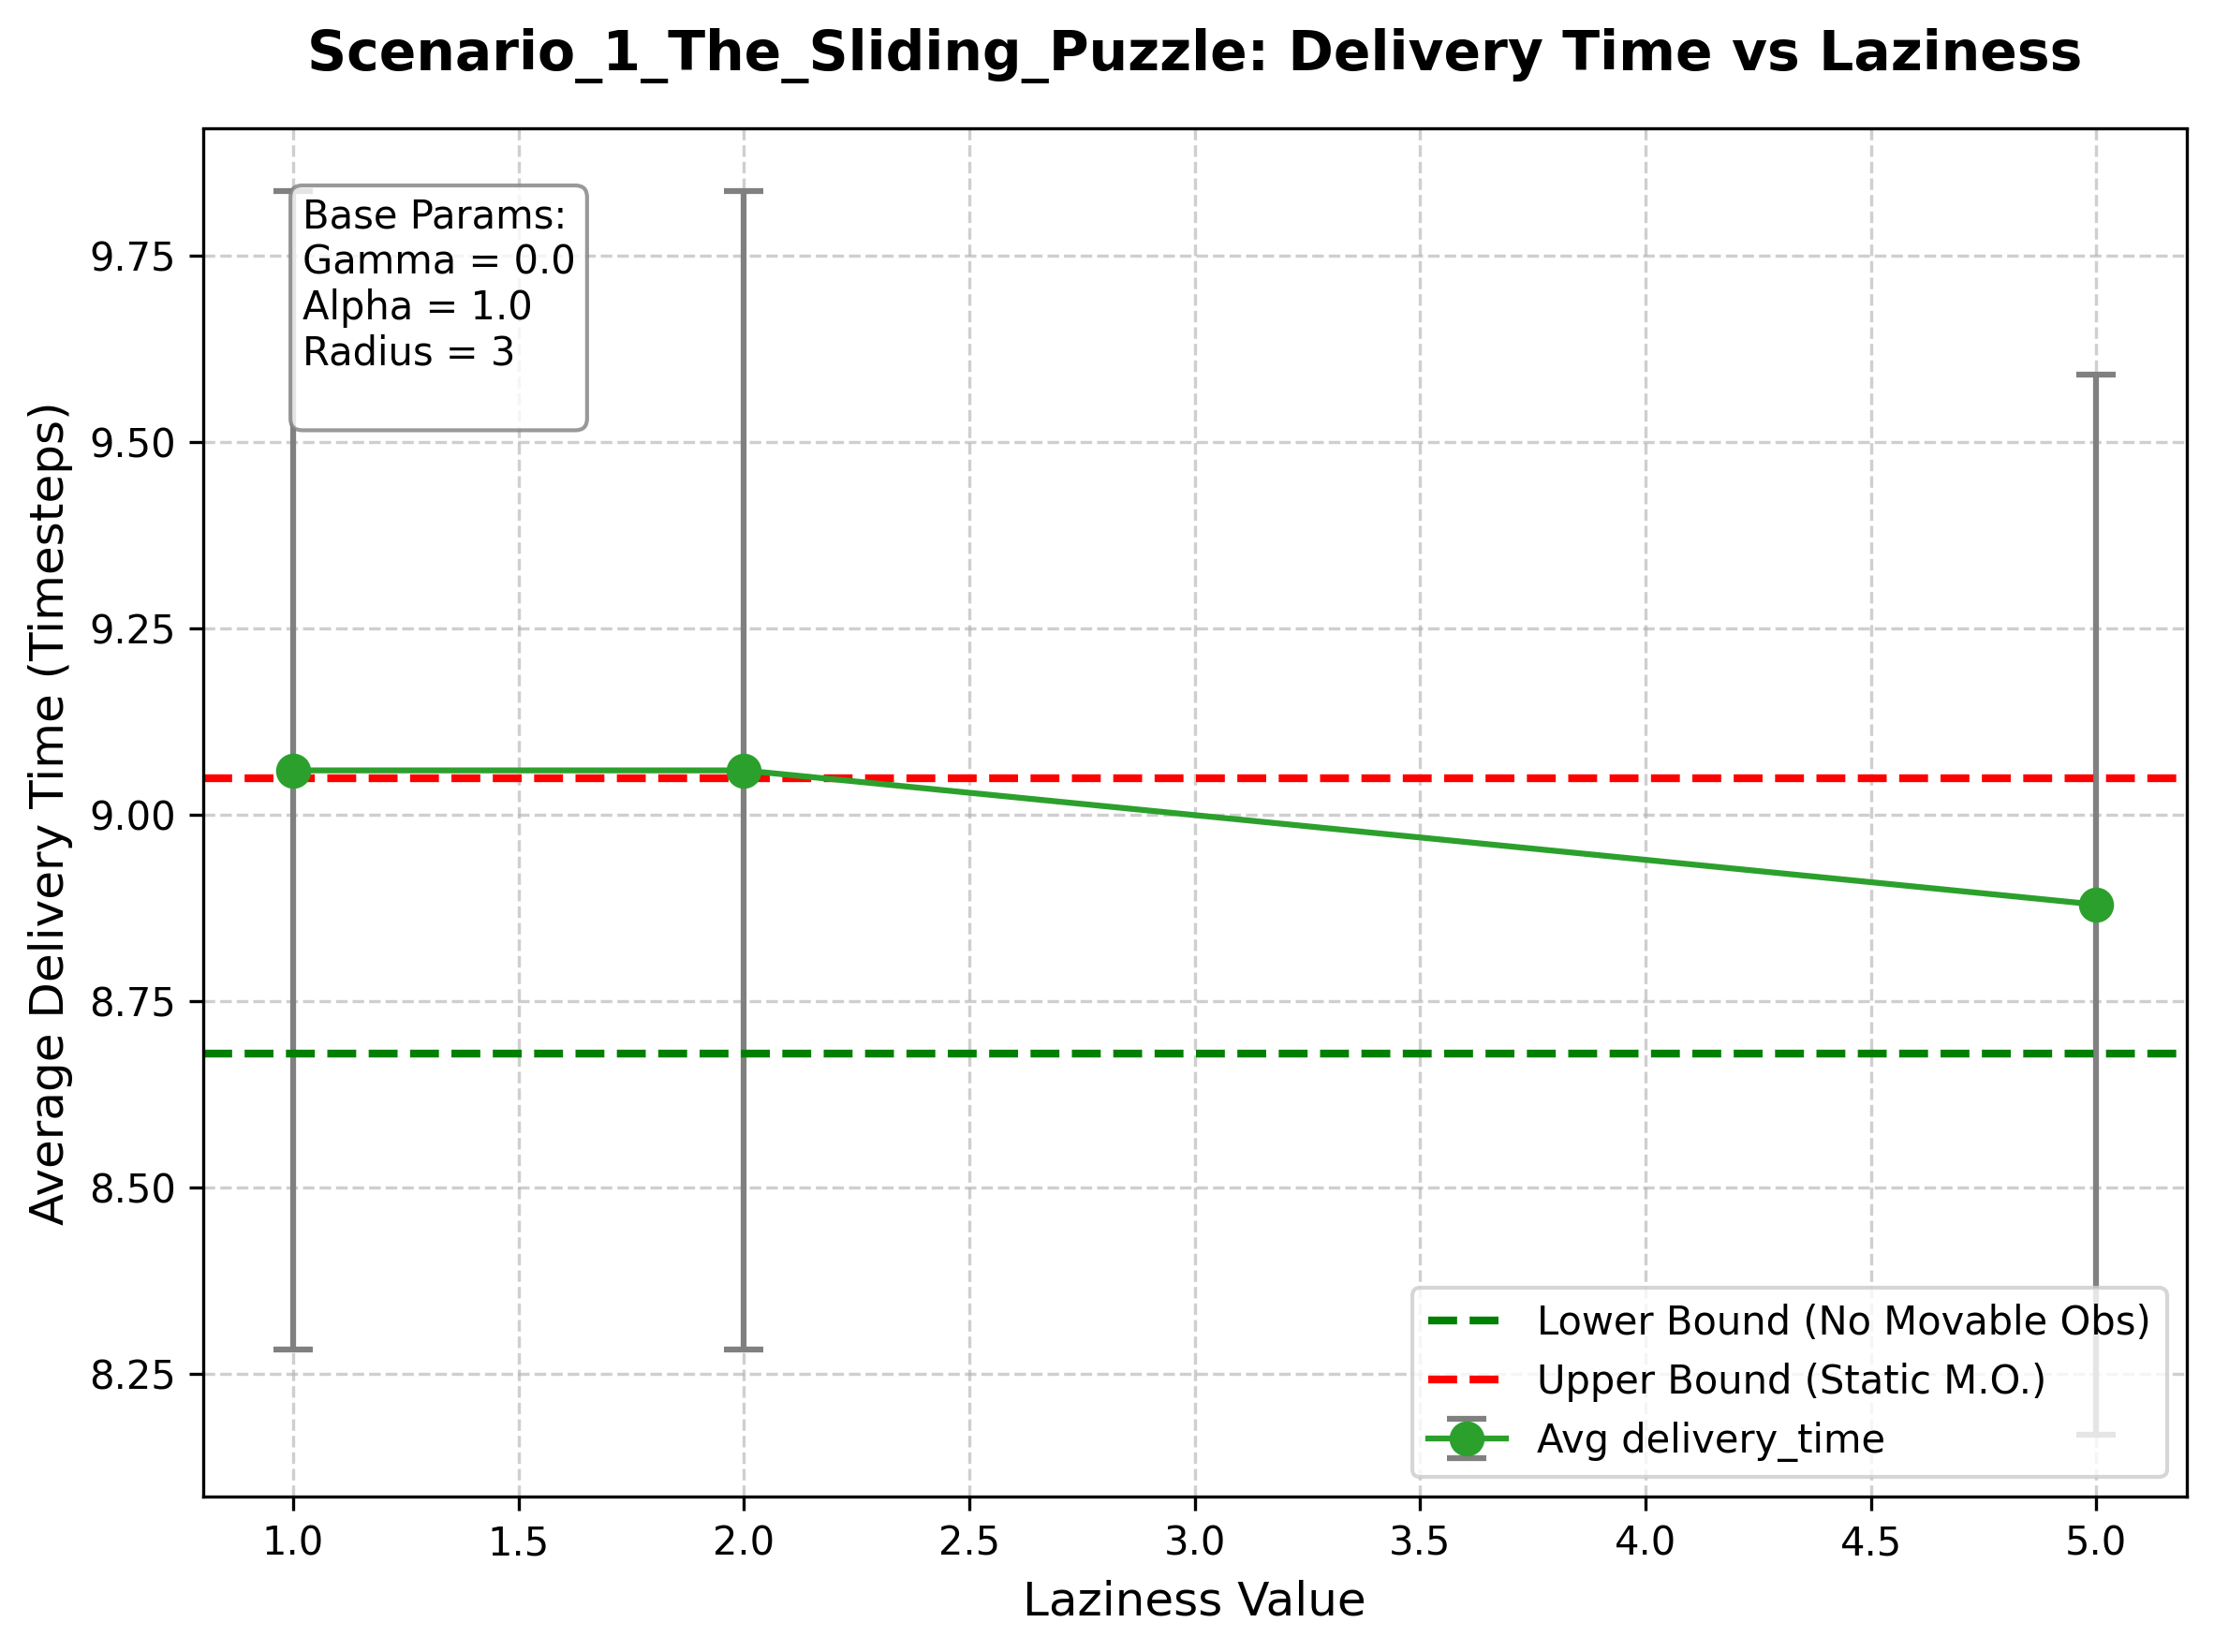 Scenario_1_The_Sliding_Puzzle: Delivery Time vs Laziness
Average Delivery Time (Timesteps)
9.75
9.50
9.25
9.00
8.75
8.50
8.25
Base Params:
Gamma = 0.0
Alpha = 1.0
Radius = 3
Lower Bound (No Movable Obs)
Upper Bound (Static M.O.)
Avg delivery_time
1.0 1.5 2.0 2.5 3.0 3.5 4.0 4.5 5.0
Laziness Value